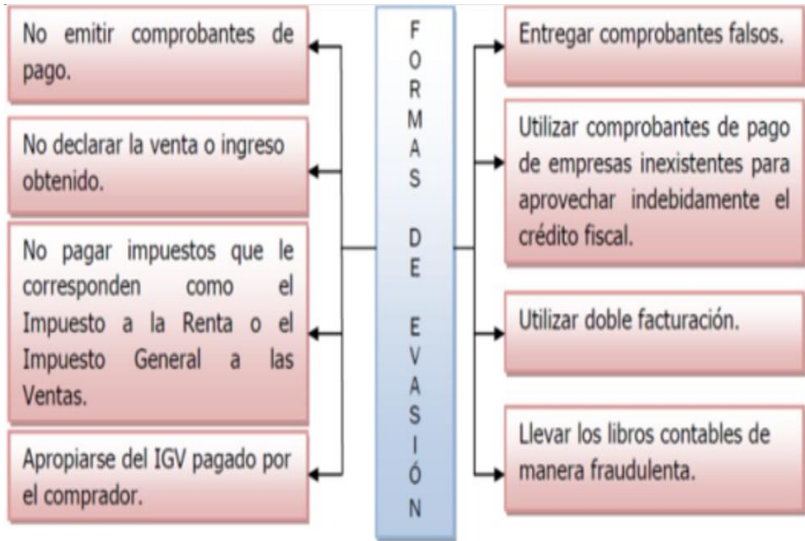 No emitir comprobantes de
pago.
No declarar la venta o ingreso
obtenido.
No pagar impuestos que le
corresponden como el
Impuesto a la Renta o el
Impuesto General a las
Ventas.
Apropiarse del IGV pagado por
el comprador.
FORMAS DE EVASIÓN
Entregar comprobantes falsos.
Utilizar comprobantes de pago
de empresas inexistentes para
aprovechar indebidamente el
crédito fiscal.
Utilizar doble facturación.
Llevar los libros contables de
manera fraudulenta.